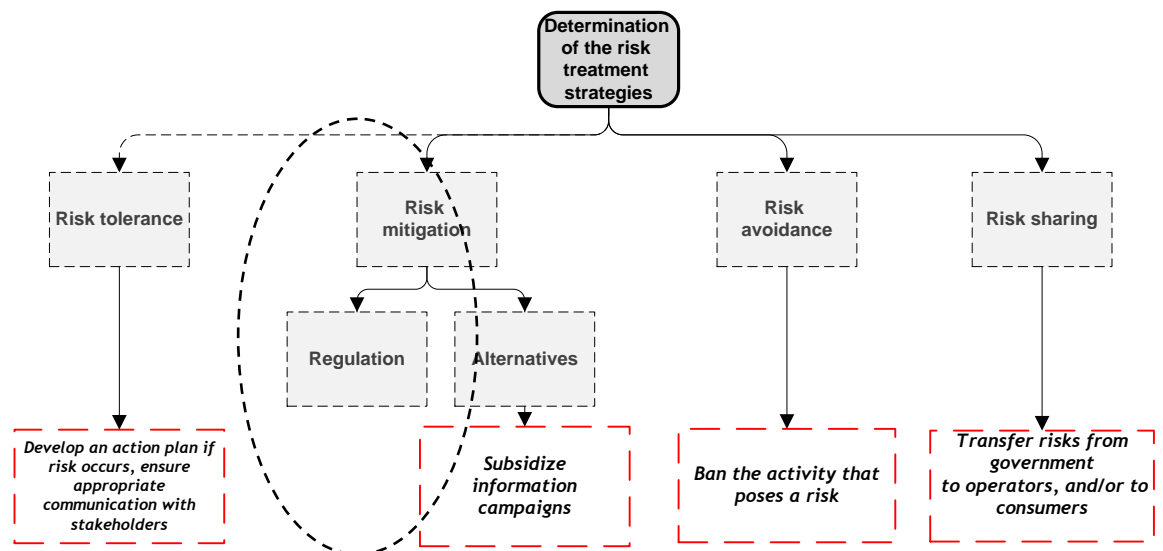 Determination
of the risk
treatment
strategies
Risk tolerance
Risk
mitigation
Risk
avoidance
Risk sharing
Regulation
Alternatives
Develop an action plan if
risk occurs, ensure
appropriate
communication with
stakeholders
Subsidize
information
campaigns
Ban the activity that
poses a risk
Transfer risks from
government
to operators, and/or to
consumers